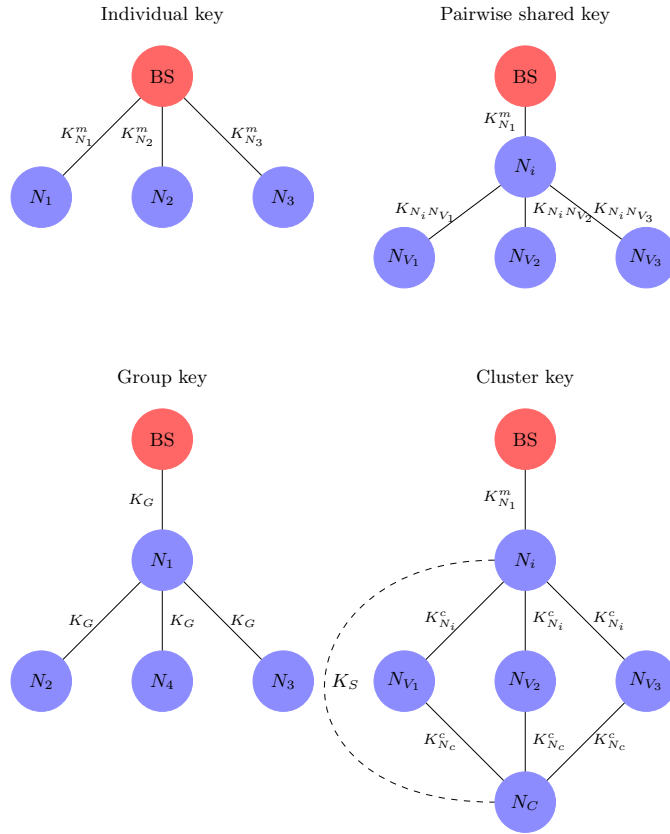 Individual key
BS
K^m_{N_1}
K^m_{N_2}
K^m_{N_3}
N_1
N_2
N_3
Pairwise shared key
BS
K^m_{N_1}
N_i
K_{N_i N_{V_1}}
K_{N_i N_{V_2}}
K_{N_i N_{V_3}}
N_{V_1}
N_{V_2}
N_{V_3}
Group key
BS
K_G
N_1
K_G
K_G
K_G
N_2
N_4
N_3
Cluster key
BS
K^m_{N_1}
N_i
K^c_{N_i}
K^c_{N_i}
K^c_{N_i}
K_S
N_{V_1}
N_{V_2}
N_{V_3}
K^c_{N_c}
K^c_{N_c}
K^c_{N_c}
N_C